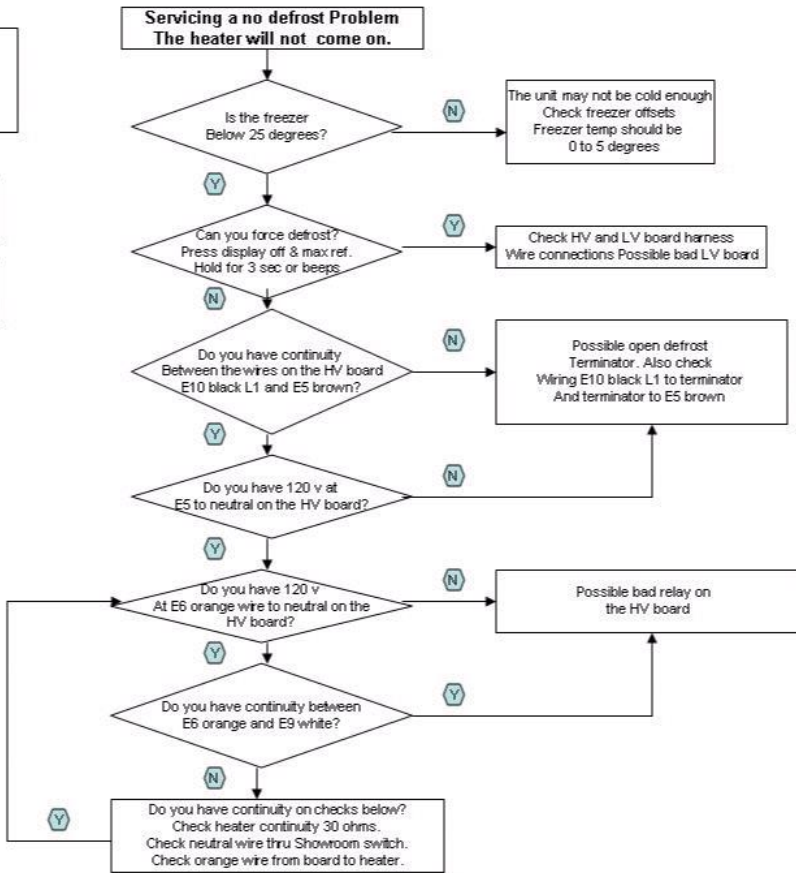 Servicing a no defrost Problem
The heater will not come on.
Is the freezer
Below 25 degrees?
N
The unit may not be cold enough
Check freezer offsets
Freezer temp should be
0 to 5 degrees
Y
Can you force defrost?
Press display off & max ref.
Hold for 3 sec or beeps
Y
Check HV and LV board harness
Wire connections Possible bad LV board
N
Do you have continuity
Between the wires on the HV board
E10 black L1 and E5 brown?
N
Possible open defrost
Terminator. Also check
Wiring E10 black L1 to terminator
And terminator to E5 brown
Y
Do you have 120 v at
E5 to neutral on the HV board?
N
Y
Do you have 120 v
At E6 orange wire to neutral on the
HV board?
N
Possible bad relay on
the HV board
Y
Do you have continuity between
E6 orange and E9 white?
Y
N
Do you have continuity on checks below?
Check heater continuity 30 ohms.
Check neutral wire thru Showroom switch.
Check orange wire from board to heater.
Y